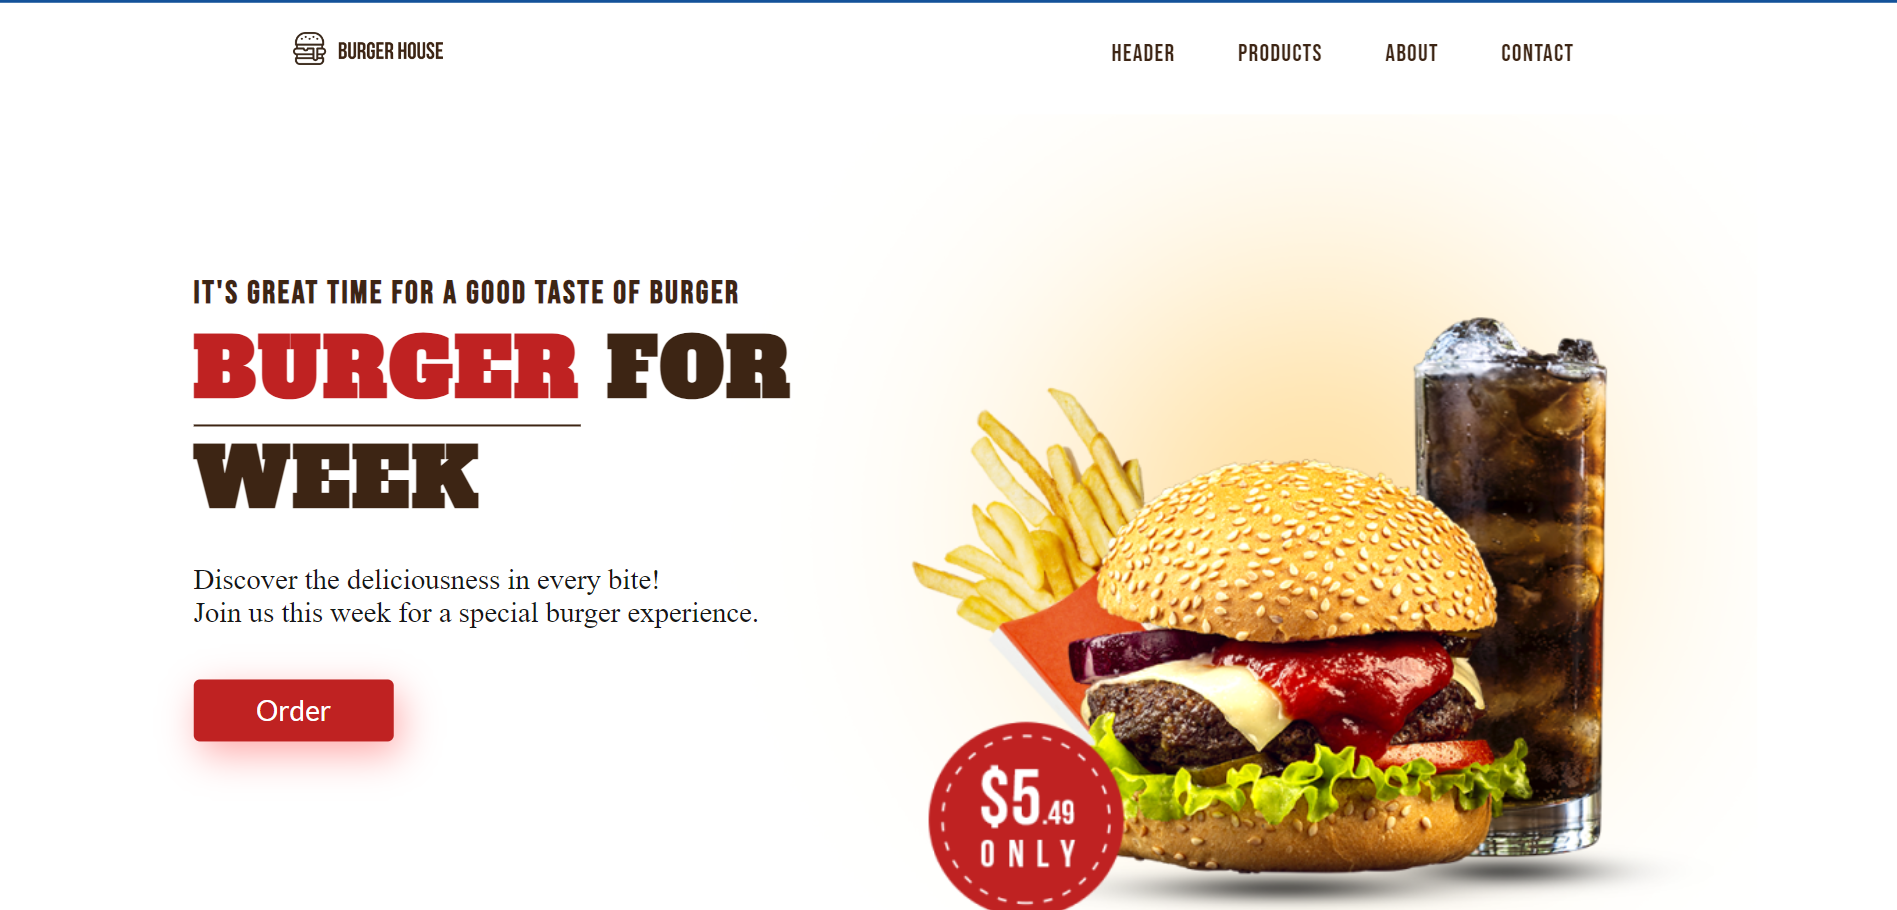 BURGER HOUSE
HEADER PRODUCTS ABOUT CONTACT
IT'S GREAT TIME FOR A GOOD TASTE OF BURGER
BURGER FOR
WEEK
Discover the deliciousness in every bite!
Join us this week for a special burger experience.
Order
$5.49
ONLY